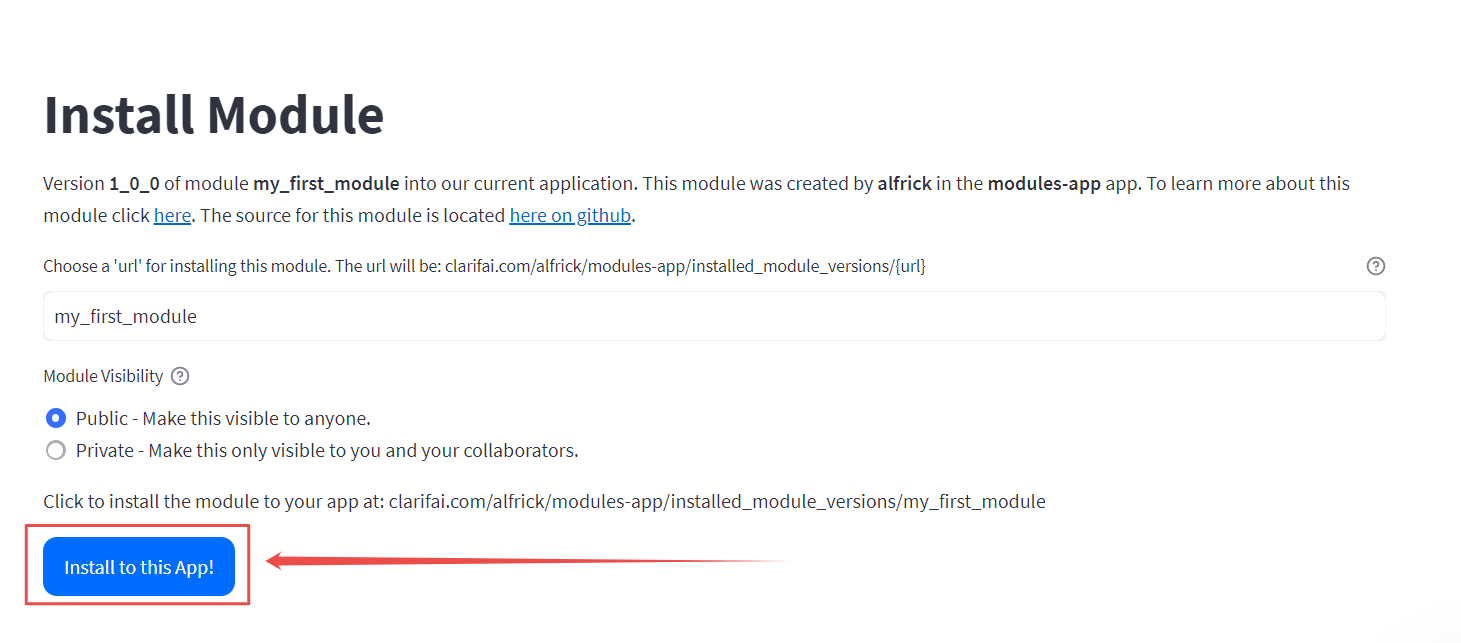 Install Module
Version 1_0_0 of module my_first_module into our current application. This module was created by alfrick in the modules-app app. To learn more about this
module click here. The source for this module is located here on github.
Choose a 'url' for installing this module. The url will be: clarifai.com/alfrick/modules-app/installed_module_versions/{url}
my_first_module
Module Visibility
Public - Make this visible to anyone.
Private - Make this only visible to you and your collaborators.
Click to install the module to your app at: clarifai.com/alfrick/modules-app/installed_module_versions/my_first_module
Install to this App!